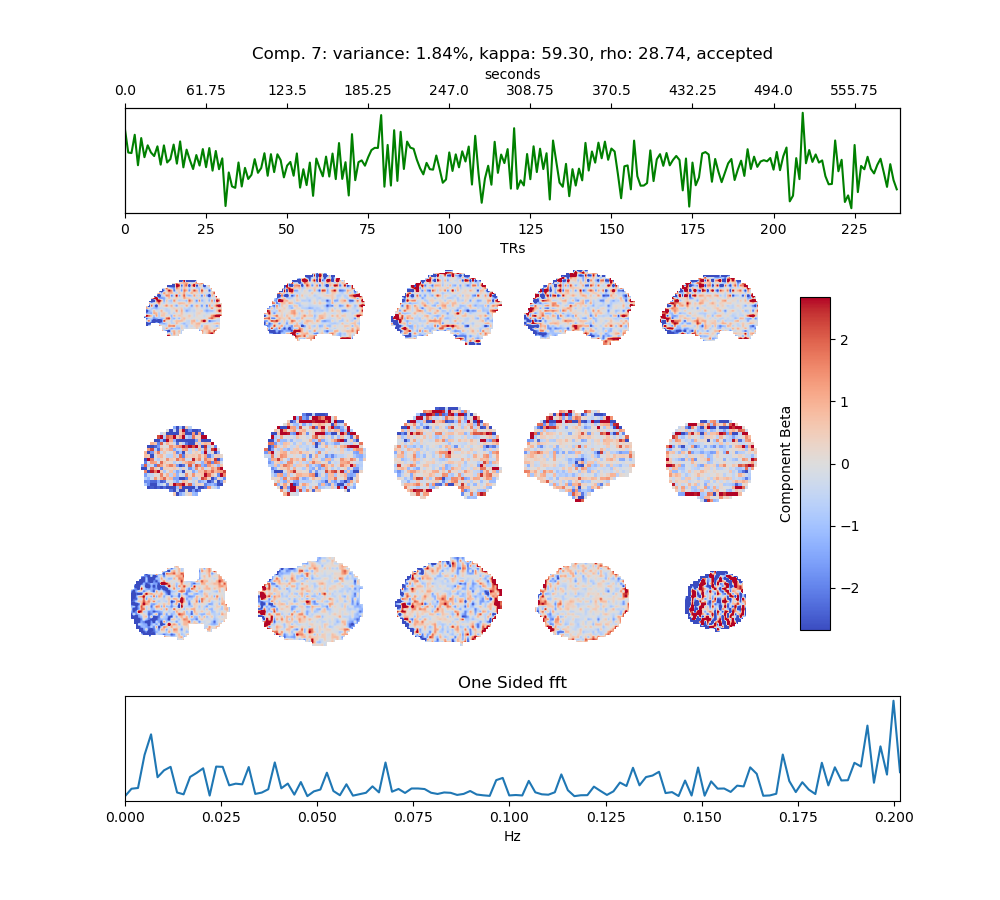 Comp. 7: variance: 1.84%, kappa: 59.30, rho: 28.74, accepted
seconds
0.0 61.75 123.5 185.25 247.0 308.75 370.5 432.25 494.0 555.75
0 25 50 75 100 125 150 175 200 225
TRs
2
1
0
−1
−2
Component Beta
One Sided fft
0.000 0.025 0.050 0.075 0.100 0.125 0.150 0.175 0.200
Hz